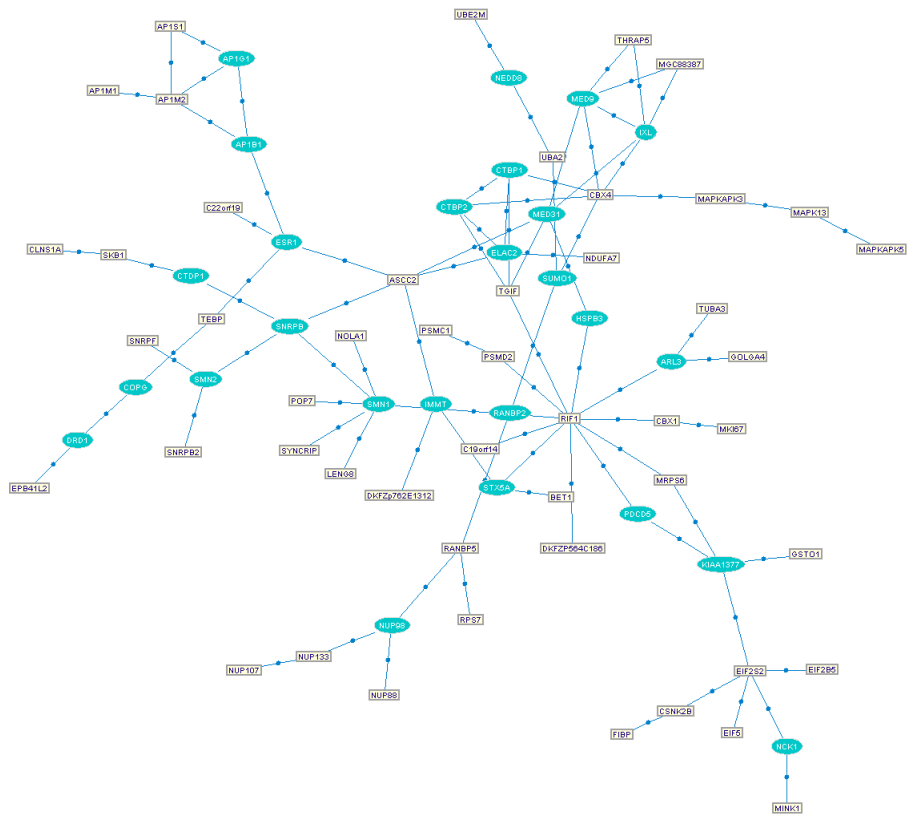 UBE2M
AP1S1
THRAP5
AP1G1
MGC88387
NEDD8
AP1M1
AP1M2
MED9
IXL
AP1B1
UBA2
CTBP1
CBX4
MAPKAPK3
C22orf19
CTBP2
MED31
MAPK13
ESR1
CLNS1A
SKB1
ELAC2
NDUFA7
MAPKAPK5
CTDP1
ASCC2
SUMO1
TGIF
TUBA3
TEBP
HSPB3
SNRPB
NOLA1
PSMC1
SNRPF
PSMD2
ARL3
GOLGA4
SMN2
COPG
POP7
SMN1
IMMT
RANBP2
RIF1
CBX1
MKI67
DRD1
SNRPB2
SYNCRIP
C19orf14
LENG8
MRPS6
EPB41L2
DKFZp762E1312
STX5A
BET1
PDCD5
RANBP5
DKFZP564C186
GSTO1
KIAA1377
RPS7
NUP98
NUP133
NUP107
EIF2S2
EIF2B5
NUP88
CSNK2B
FIBP
EIF5
NCK1
MINK1